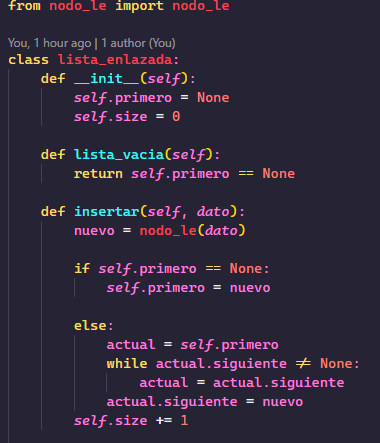 from nodo_le import nodo_le
You, 1 hour ago | 1 author (You)
class lista_enlazada:
    def __init__(self):
        self.primero = None
        self.size = 0
    def lista_vacia(self):
        return self.primero == None
    def insertar(self, dato):
        nuevo = nodo_le(dato)
        if self.primero == None:
            self.primero = nuevo
        else:
            actual = self.primero
            while actual.siguiente != None:
                actual = actual.siguiente
            actual.siguiente = nuevo
        self.size += 1